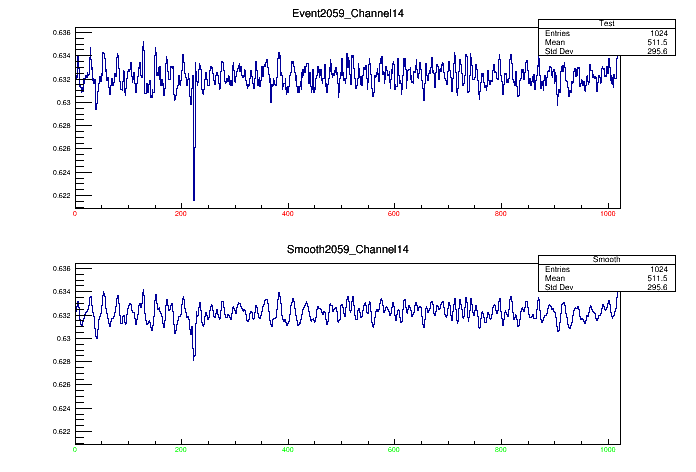 Event2059_Channel14
Test
Entries 1024
Mean 511.5
Std Dev 295.6
0.636
0.634
0.632
0.63
0.628
0.626
0.624
0.622
0 200 400 600 800 1000
Smooth2059_Channel14
Smooth
Entries 1024
Mean 511.5
Std Dev 295.6
0.636
0.634
0.632
0.63
0.628
0.626
0.624
0.622
0 200 400 600 800 1000